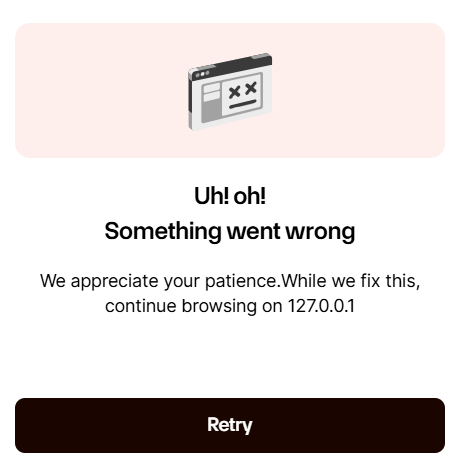 Uh! oh!
Something went wrong
We appreciate your patience.While we fix this,
continue browsing on 127.0.0.1
Retry